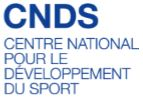 CNDS
CENTRE NATIONAL
POUR LE
DÉVELOPPEMENT
DU SPORT